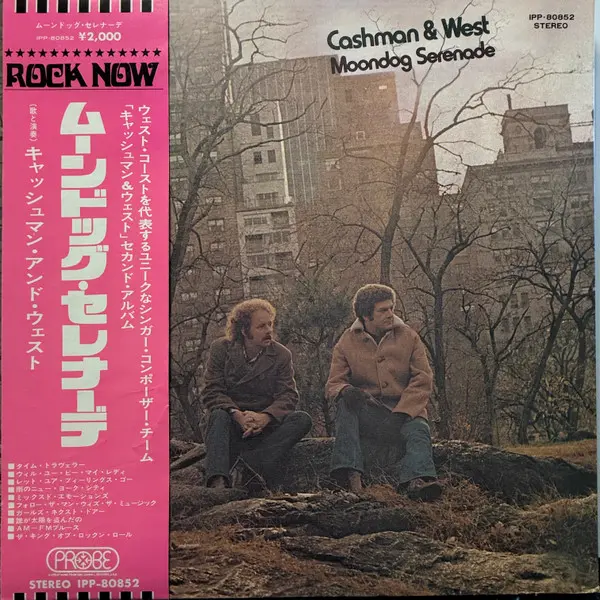 ムーンドッグ・セレナーデ
IPP-80852 ¥2,000
ROCK NOW
ムーンドッグ・セレナーデ
(歌と演奏) キャッシュマン・アンド・ウェスト
ウェスト・コーストを代表するユニークなシンガー・コンポーザー・チーム
「キャッシュマン&ウェスト」セカンド・アルバム
■タイム・トラヴェラー
■ウィル・ユー・ビー・マイ・レディ
■レット・ユア・フィーリングス・ゴー
■雨のニュー・ヨーク・シティ
■ミックスド・エモーションズ
■フォロー・ザ・マン・ウィズ・ザ・ミュージック
■ガールズ・ネクスト・ドアー
■誰が太陽を盗んだの
■AM-FMブルース
■ザ・キング・オブ・ロックン・ロール
PROBE
STEREO IPP-80852
Cashman & West
Moondog Serenade
IPP-80852
STEREO